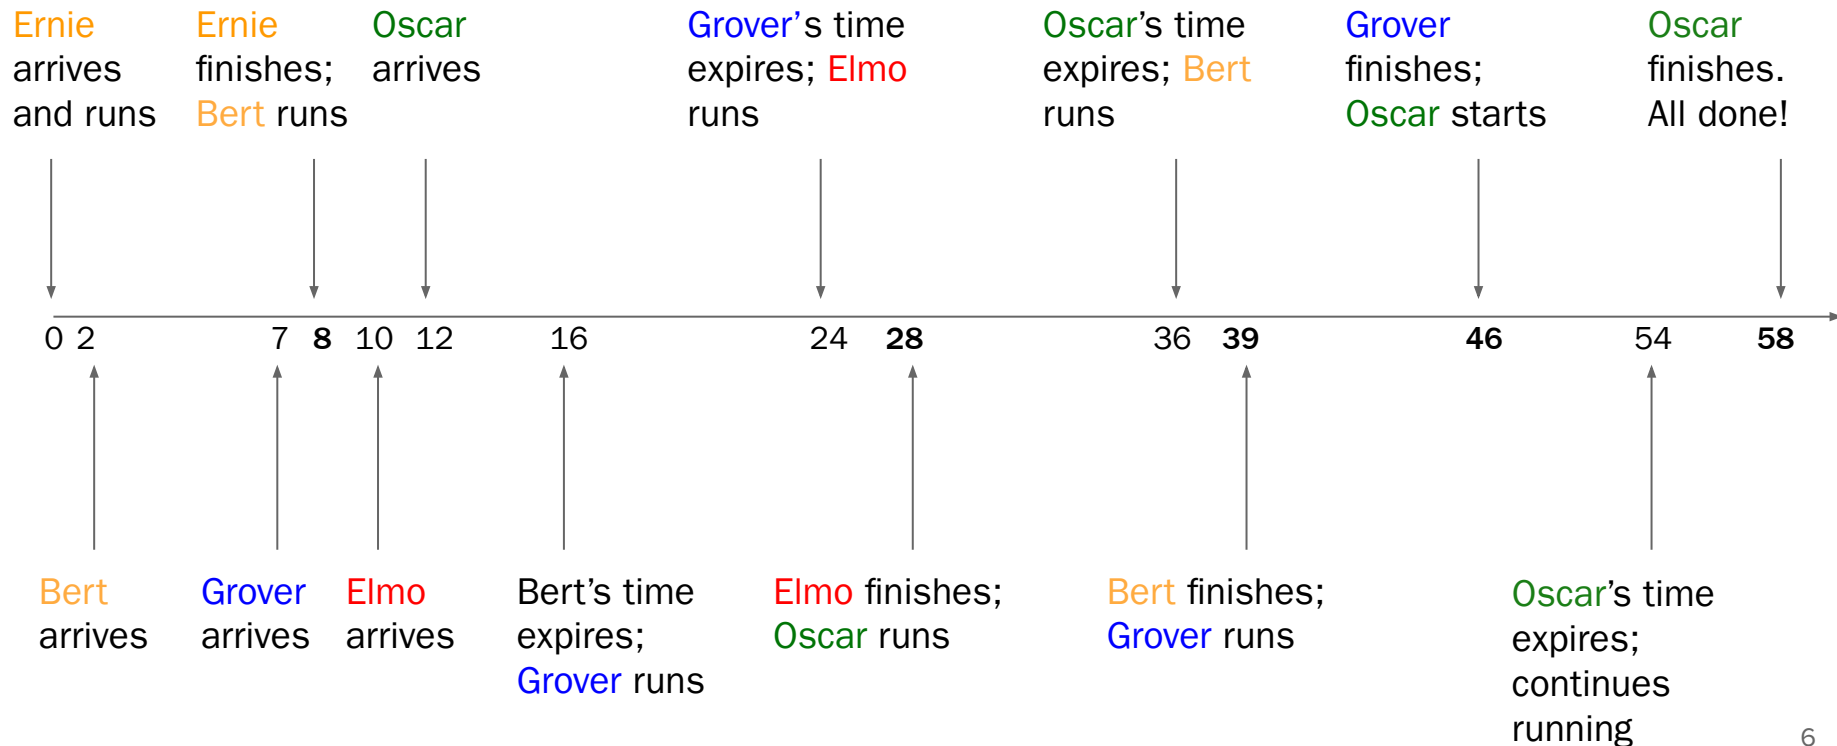 Ernie
arrives
and runs
Ernie
finishes;
Bert runs
Oscar
arrives
Grover's time
expires; Elmo
runs
Oscar's time
expires; Bert
runs
Grover
finishes;
Oscar starts
Oscar
finishes.
All done!
0 2 7 8 10 12 16 24 28 36 39 46 54 58
Bert
arrives
Grover
arrives
Elmo
arrives
Bert's time
expires;
Grover runs
Elmo finishes;
Oscar runs
Bert finishes;
Grover runs
Oscar's time
expires;
continues
running
6